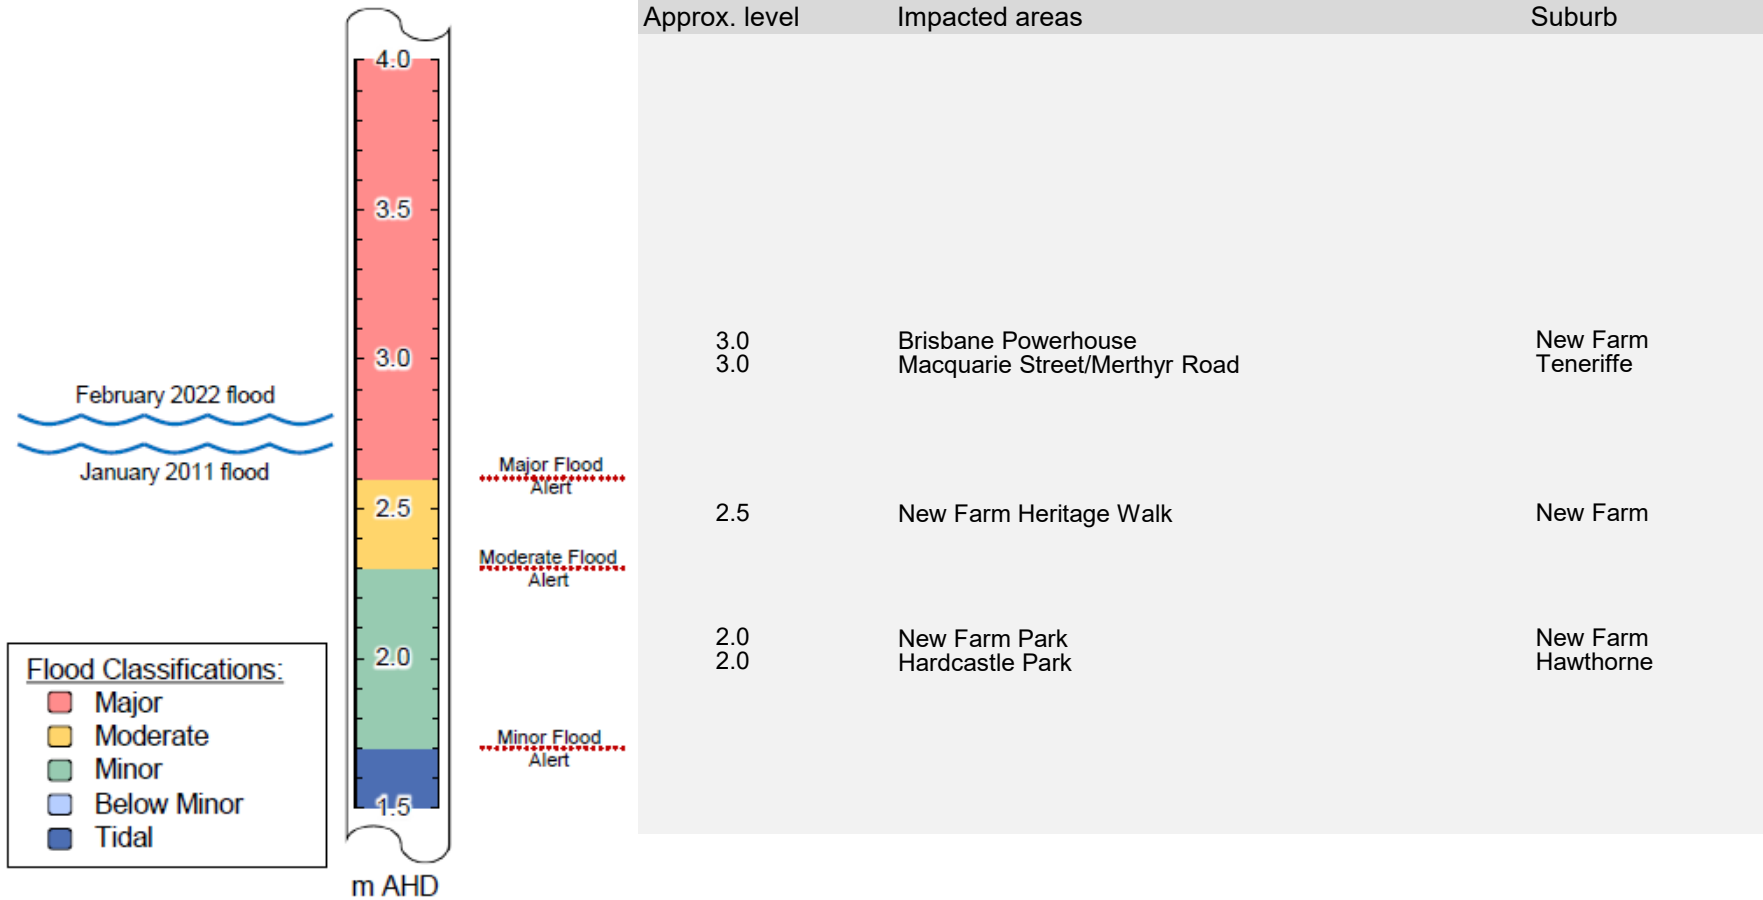 Approx. level Impacted areas Suburb
4.0
3.5
3.0 Brisbane Powerhouse New Farm
3.0
3.0 Macquarie Street/Merthyr Road Teneriffe
February 2022 flood
January 2011 flood
Major Flood
Alert
2.5
2.5 New Farm Heritage Walk New Farm
Moderate Flood
Alert
2.0 New Farm Park New Farm
2.0
2.0 Hardcastle Park Hawthorne
Minor Flood
Alert
1.5
Flood Classifications:
Major
Moderate
Minor
Below Minor
Tidal
m AHD